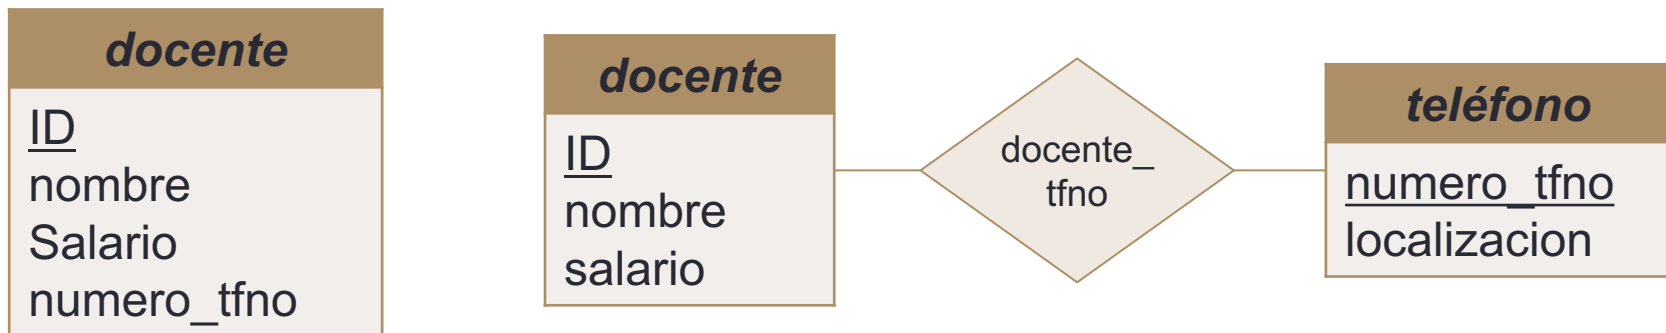 docente
ID
nombre
Salario
numero_tfno
docente
ID
nombre
salario
docente_
tfno
teléfono
numero_tfno
localizacion